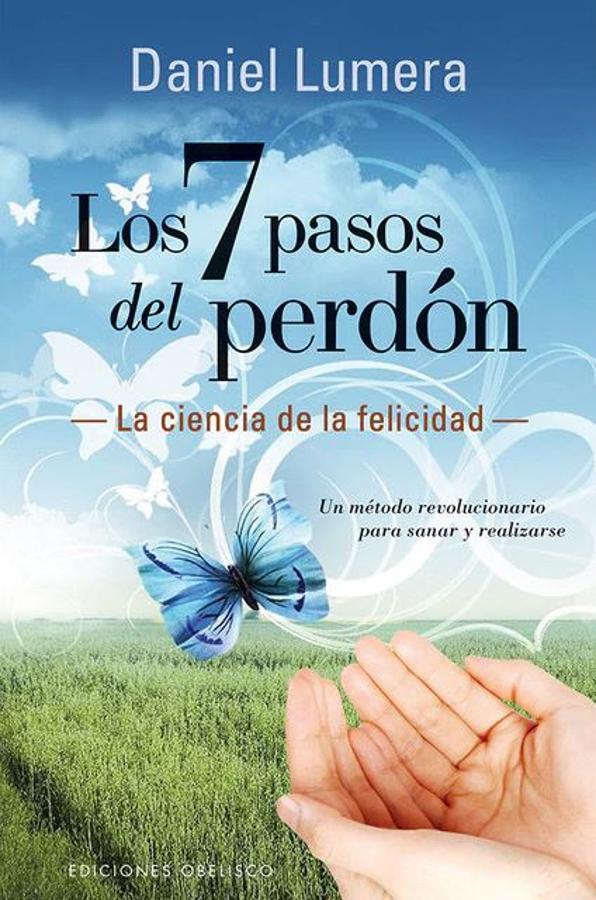 Daniel Lumera
Los 7 pasos
del perdón
— La ciencia de la felicidad —
Un método revolucionario
para sanar y realizarse
EDICIONES OBELISCO